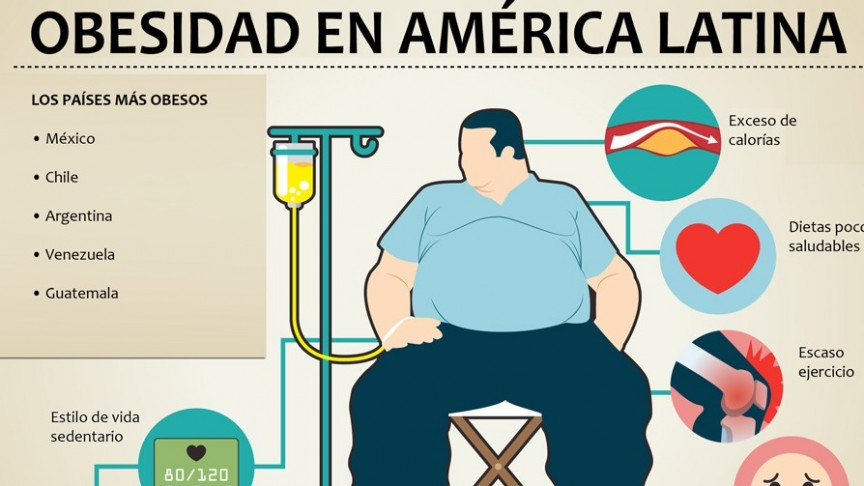 OBESIDAD EN AMÉRICA LATINA
LOS PAÍSES MÁS OBESOS
• México
• Chile
• Argentina
• Venezuela
• Guatemala
Exceso de
calorías
Dietas poco
saludables
Escaso
ejercicio
Estilo de vida
sedentario
80/120